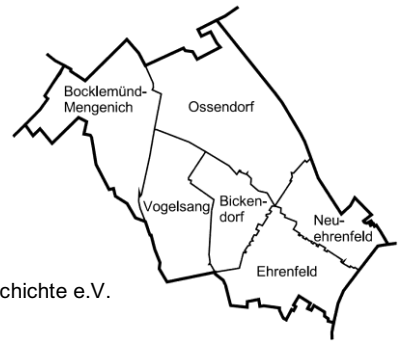 Bocklemünd-
Mengenich
Ossendorf
Vogelsang
Bicken-
dorf
Neu-
ehrenfeld
Ehrenfeld
chichte e.V.